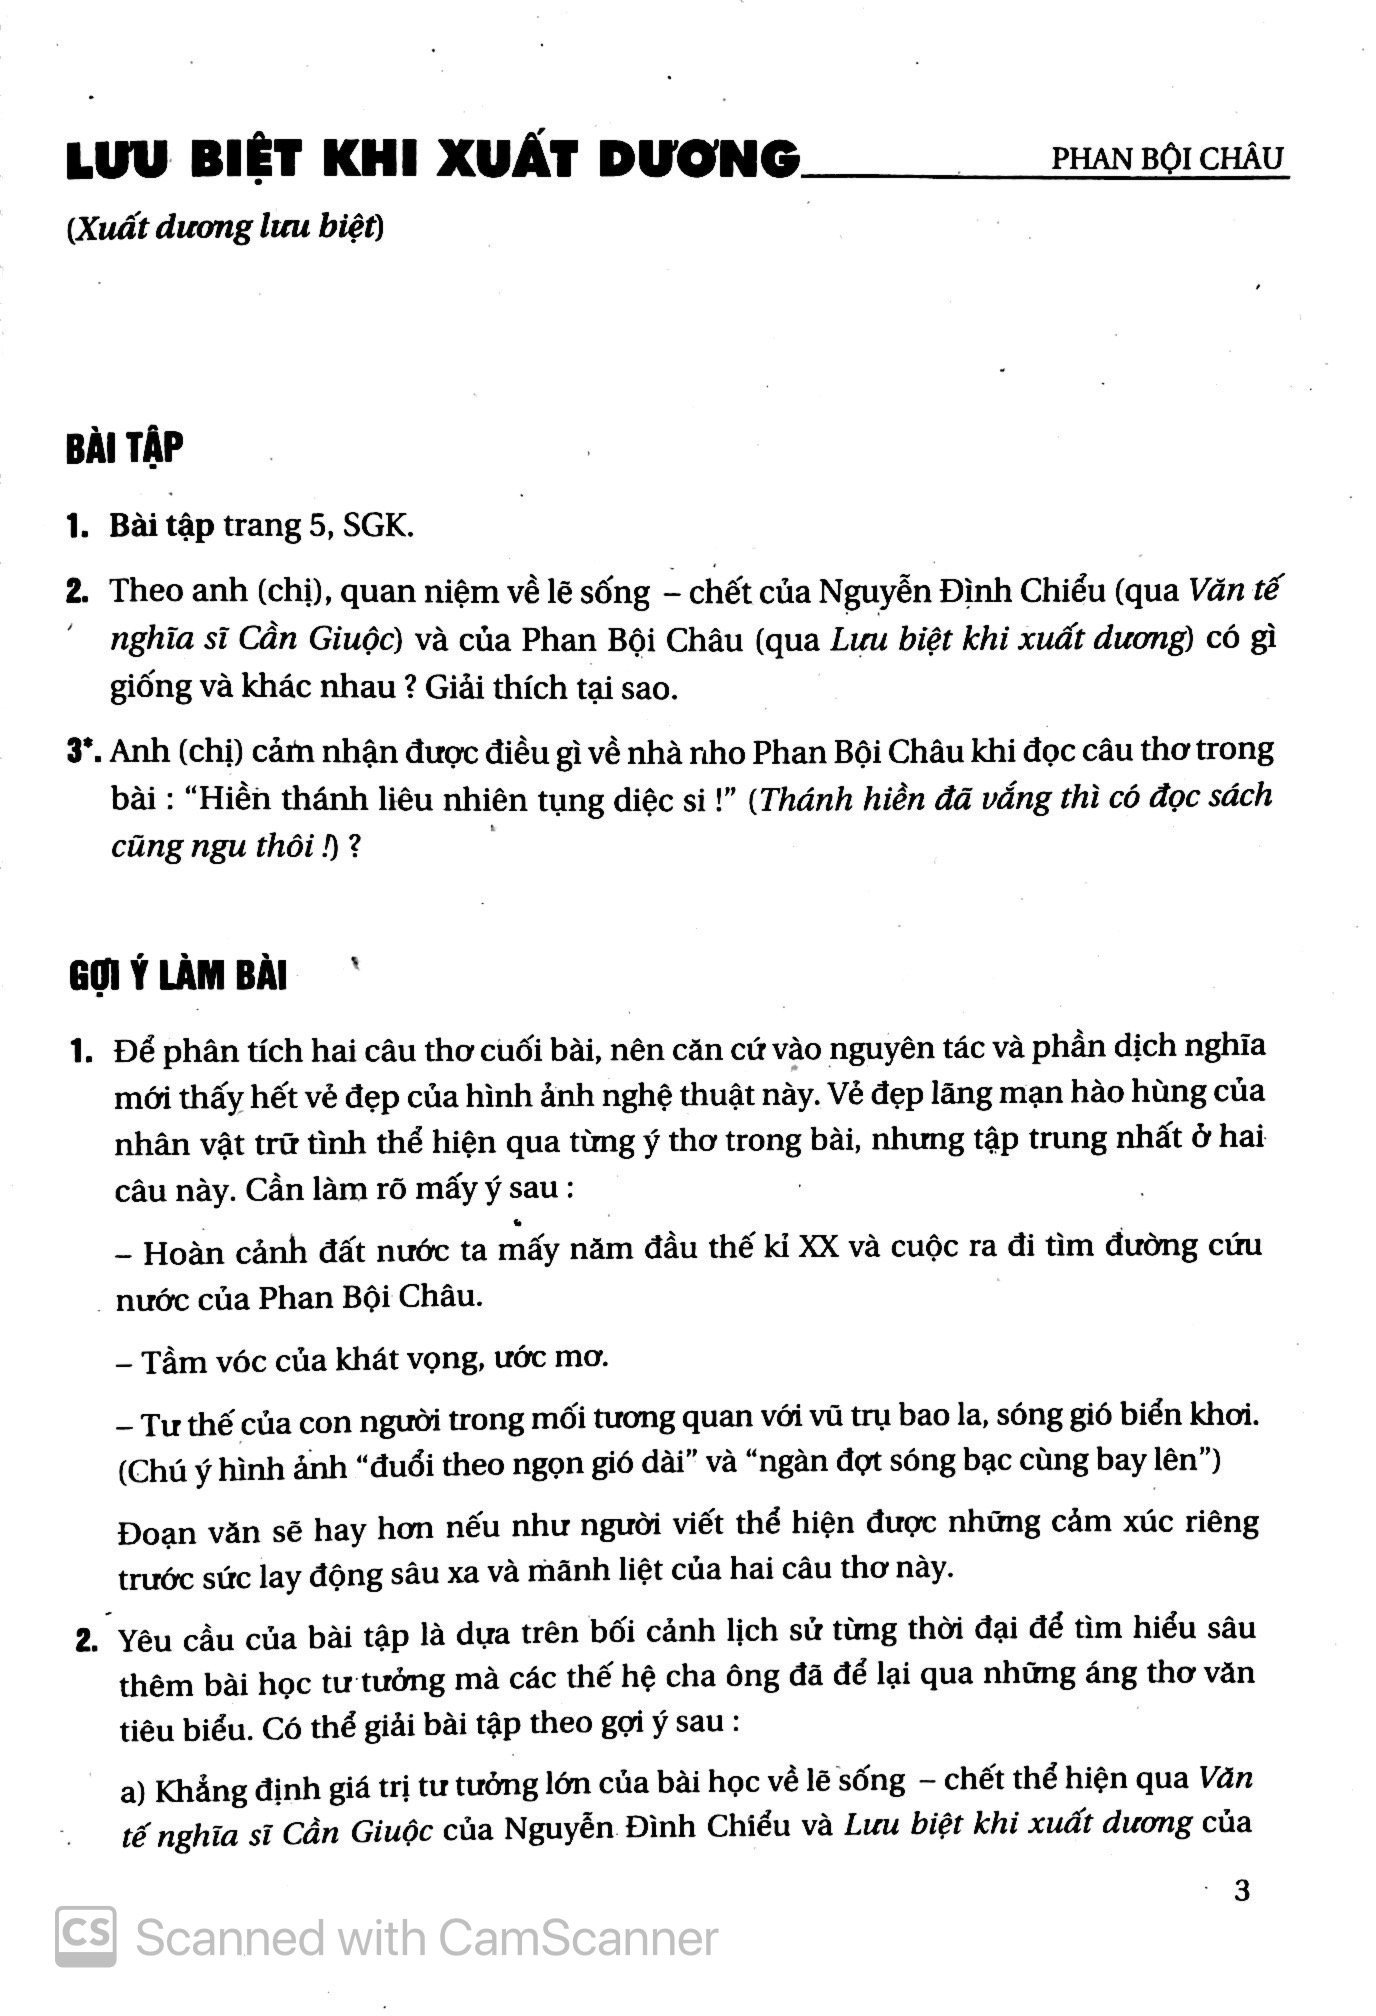 LƯU BIỆT KHI XUẤT DƯƠNG PHAN BỘI CHÂU
(Xuất dương lưu biệt)
BÀI TẬP
1. Bài tập trang 5, SGK.
2. Theo anh (chị), quan niệm về lẽ sống – chết của Nguyễn Đình Chiểu (qua Văn tế
nghĩa sĩ Cần Giuộc) và của Phan Bội Châu (qua Lưu biệt khi xuất dương) có gì
giống và khác nhau ? Giải thích tại sao.
3*. Anh (chị) cảm nhận được điều gì về nhà nho Phan Bội Châu khi đọc câu thơ trong
bài : “Hiền thánh liêu nhiên tụng diệc si !” (Thánh hiền đã vắng thì có đọc sách
cũng ngu thôi !) ?
GỢI Ý LÀM BÀI
1. Để phân tích hai câu thơ cuối bài, nên căn cứ vào nguyên tác và phần dịch nghĩa
mới thấy hết vẻ đẹp của hình ảnh nghệ thuật này. Vẻ đẹp lãng mạn hào hùng của
nhân vật trữ tình thể hiện qua từng ý thơ trong bài, nhưng tập trung nhất ở hai
câu này. Cần làm rõ mấy ý sau :
– Hoàn cảnh đất nước ta mấy năm đầu thế kỉ XX và cuộc ra đi tìm đường cứu
nước của Phan Bội Châu.
– Tầm vóc của khát vọng, ước mơ.
– Tư thế của con người trong mối tương quan với vũ trụ bao la, sóng gió biển khơi.
(Chú ý hình ảnh “đuổi theo ngọn gió dài” và “ngàn đợt sóng bạc cùng bay lên”)
Đoạn văn sẽ hay hơn nếu như người viết thể hiện được những cảm xúc riêng
trước sức lay động sâu xa và mãnh liệt của hai câu thơ này.
2. Yêu cầu của bài tập là dựa trên bối cảnh lịch sử từng thời đại để tìm hiểu sâu
thêm bài học tư tưởng mà các thế hệ cha ông đã để lại qua những áng thơ văn
tiêu biểu. Có thể giải bài tập theo gợi ý sau :
a) Khẳng định giá trị tư tưởng lớn của bài học về lẽ sống – chết thể hiện qua Văn
tế nghĩa sĩ Cần Giuộc của Nguyễn Đình Chiểu và Lưu biệt khi xuất dương của
3
CS Scanned with CamScanner